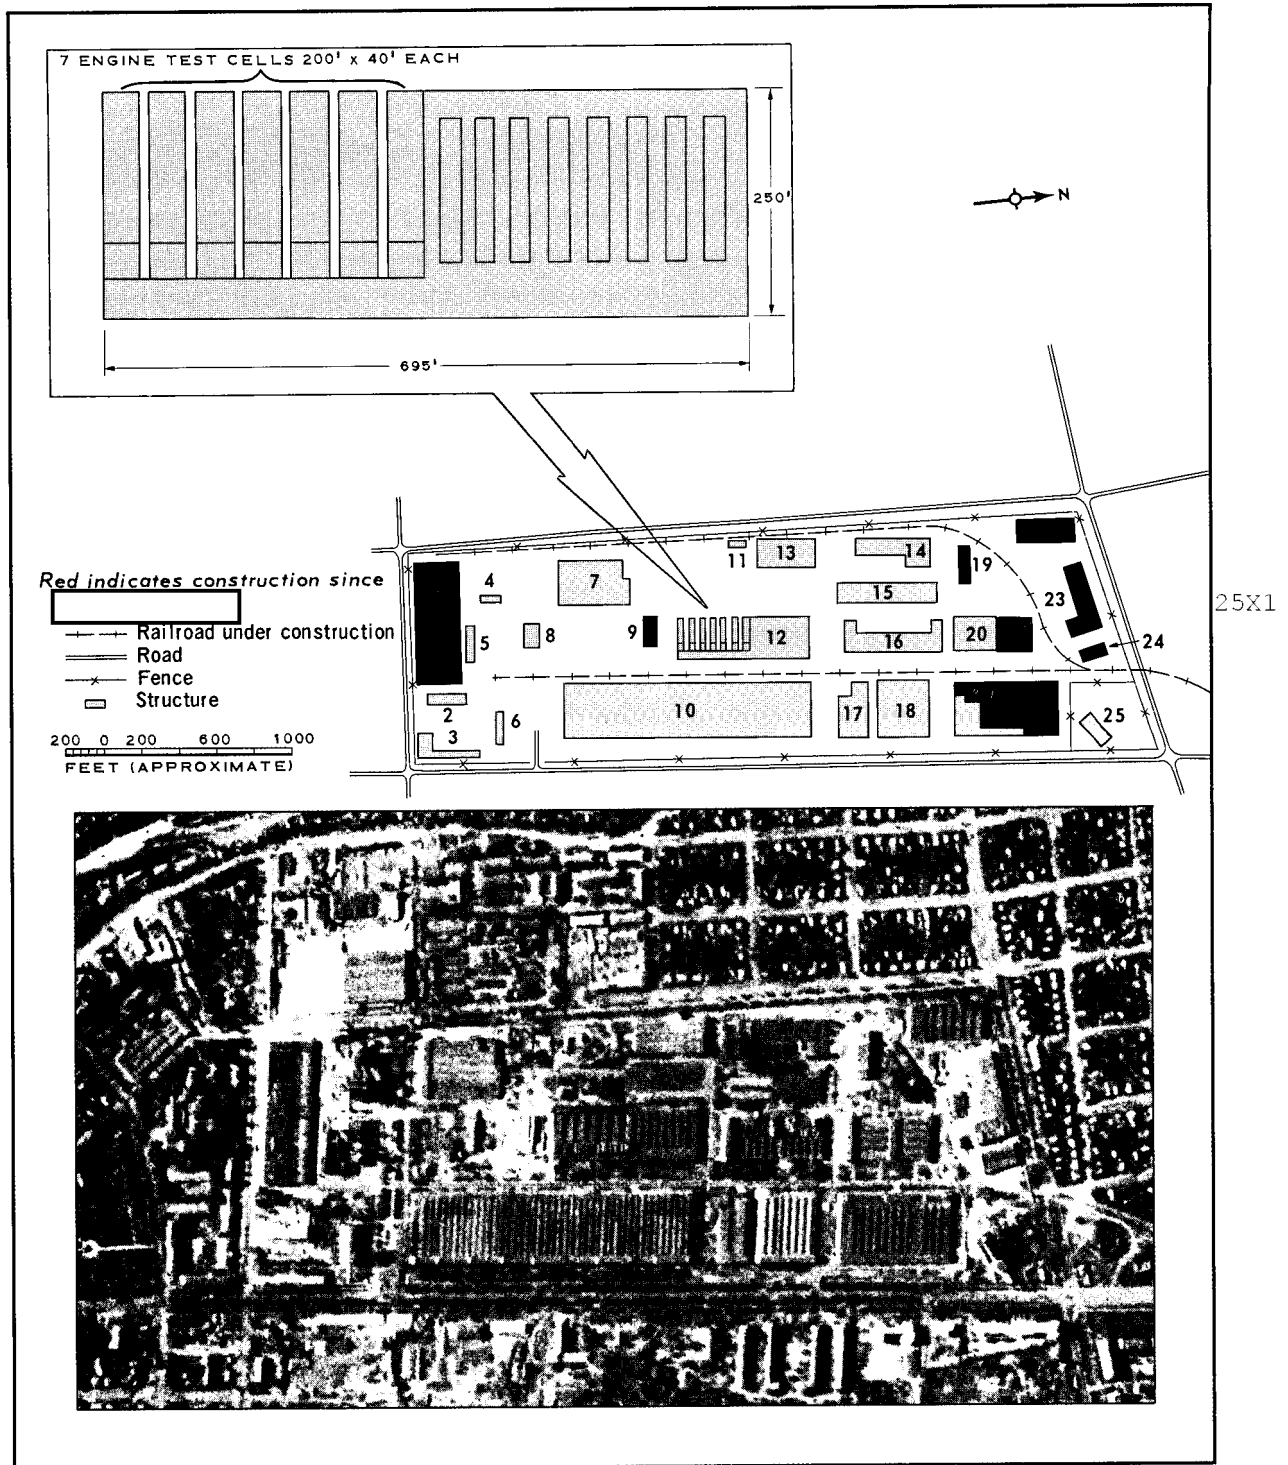 7 ENGINE TEST CELLS 200' x 40' EACH
250'
695'
N
Red indicates construction since
Railroad under construction
Road
Fence
Structure
200 0 200 600 1000
FEET (APPROXIMATE)
25X1
2
3
4
5
6
7
8
9
10
11
12
13
14
15
16
17
18
19
20
23
24
25